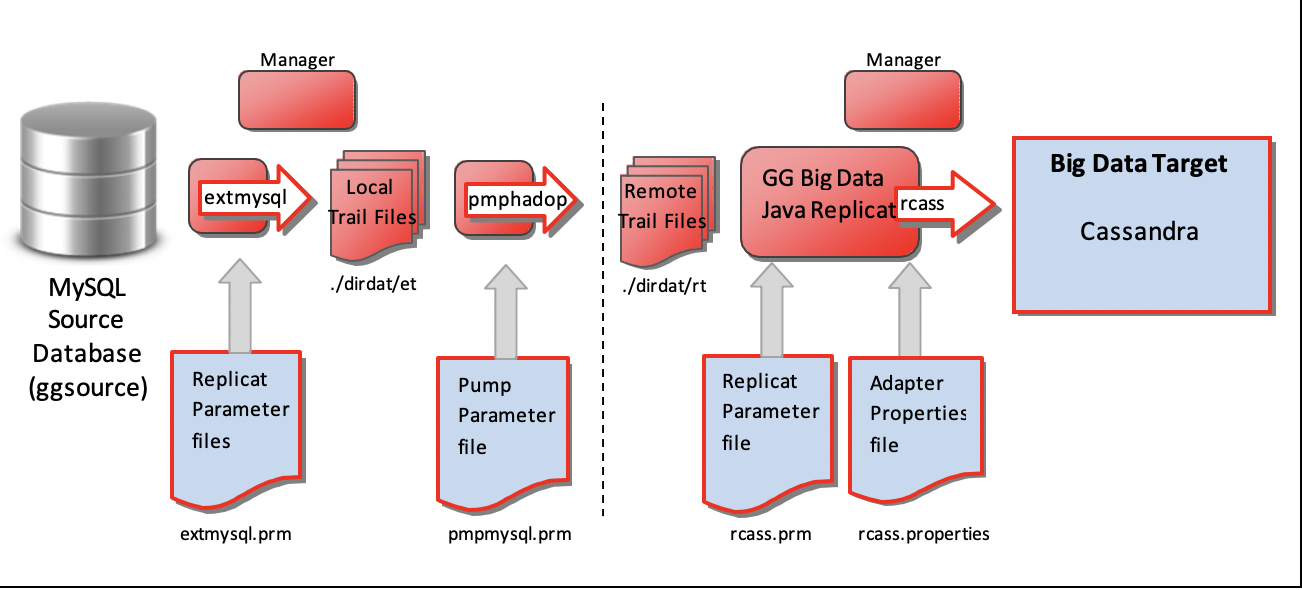 Manager
Manager
extmysql
Local
Trail Files
./dirdat/et
pmphadop
Remote
Trail Files
./dirdat/rt
GG Big Data
Java Replicat
rcass
Big Data Target
Cassandra
MySQL
Source
Database
(ggsource)
Replicat
Parameter
files
extmysql.prm
Pump
Parameter
file
pmpmysql.prm
Replicat
Parameter
file
rcass.prm
Adapter
Properties
file
rcass.properties